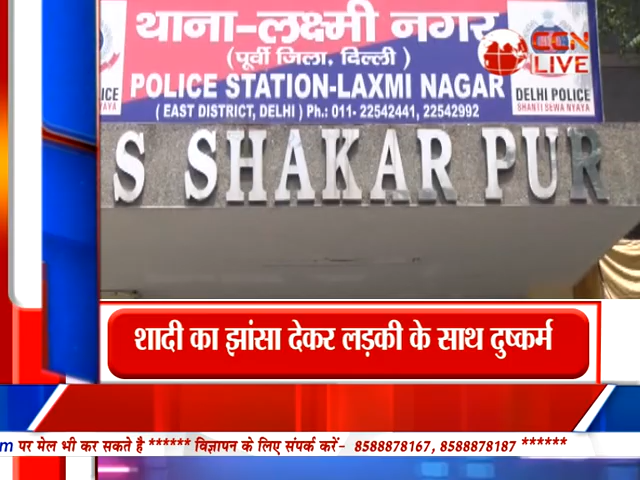 थाना-लक्ष्मी नगर
(पूर्वी जिला, दिल्ली)
POLICE STATION-LAXMI NAGAR
(EAST DISTRICT, DELHI) Ph.: 011- 22542441, 22542992
CCN
LIVE
DELHI POLICE
SHANTI SEWA NYAYA
S SHAKAR PUR
शादी का झांसा देकर लड़की के साथ दुष्कर्म
पर मेल भी कर सकते है ****** विज्ञापन के लिए संपर्क करें- 8588878167, 8588878187 ******